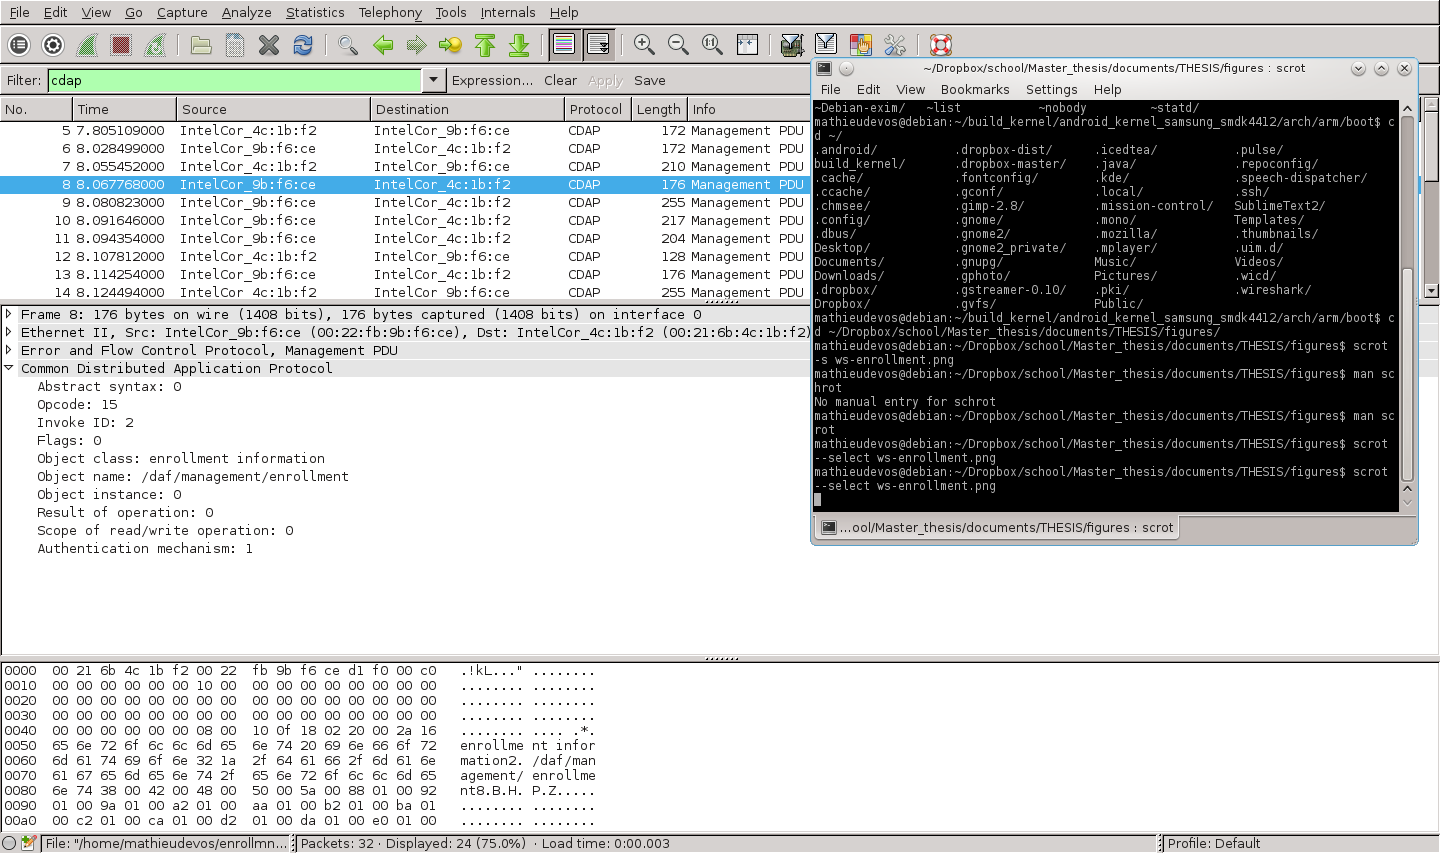 File Edit View Go Capture Analyze Statistics Telephony Tools Internals Help
Filter: cdap Expression... Clear Apply Save
No. Time Source Destination Protocol Length Info
5 7.805109000 IntelCor_4c:1b:f2 IntelCor_9b:f6:ce CDAP 172 Management PDU
6 8.028499000 IntelCor_9b:f6:ce IntelCor_4c:1b:f2 CDAP 172 Management PDU
7 8.055452000 IntelCor_4c:1b:f2 IntelCor_9b:f6:ce CDAP 210 Management PDU
8 8.067768000 IntelCor_9b:f6:ce IntelCor_4c:1b:f2 CDAP 176 Management PDU
9 8.080823000 IntelCor_9b:f6:ce IntelCor_4c:1b:f2 CDAP 255 Management PDU
10 8.091646000 IntelCor_9b:f6:ce IntelCor_4c:1b:f2 CDAP 217 Management PDU
11 8.094354000 IntelCor_9b:f6:ce IntelCor_4c:1b:f2 CDAP 204 Management PDU
12 8.107812000 IntelCor_9b:f6:ce IntelCor_4c:1b:f2 CDAP 128 Management PDU
13 8.114254000 IntelCor_9b:f6:ce IntelCor_4c:1b:f2 CDAP 176 Management PDU
14 8.124494000 IntelCor_4c:1b:f2 IntelCor_9b:f6:ce CDAP 255 Management PDU
Frame 8: 176 bytes on wire (1408 bits), 176 bytes captured (1408 bits) on interface 0
Ethernet II, Src: IntelCor_9b:f6:ce (00:22:fb:9b:f6:ce), Dst: IntelCor_4c:1b:f2 (00:21:6b:4c:1b:f2)
Error and Flow Control Protocol, Management PDU
Common Distributed Application Protocol
Abstract syntax: 0
Opcode: 15
Invoke ID: 2
Flags: 0
Object class: enrollment information
Object name: /daf/management/enrollment
Object instance: 0
Result of operation: 0
Scope of read/write operation: 0
Authentication mechanism: 1
0000 00 21 6b 4c 1b f2 00 22 fb 9b f6 ce d1 f0 00 c0 .!kL..." ........
0010 00 00 00 00 00 00 10 00 00 00 00 00 00 00 00 00 ........ ........
0020 00 00 00 00 00 00 00 00 00 00 00 00 00 00 00 00 ........ ........
0030 00 00 00 00 00 00 00 00 00 00 00 00 00 00 00 00 ........ ........
0040 00 00 00 00 00 00 08 00 10 0f 18 02 20 00 2a 16 ........ .... .*.
0050 65 6e 72 6f 6c 6c 6d 65 6e 74 20 69 6e 66 6f 72 enrollme nt infor
0060 6d 61 74 69 6f 6e 32 1a 2f 64 61 66 2f 6d 61 6e mation2. /daf/man
0070 61 67 65 6d 65 6e 74 2f 65 6e 72 6f 6c 6c 6d 65 agement/ enrollme
0080 6e 74 38 00 42 00 48 00 50 00 5a 00 88 01 00 92 nt8.B.H. P.Z.....
0090 01 00 9a 01 00 a2 01 00 aa 01 00 b2 01 00 ba 01 ........ ........
00a0 00 c2 01 00 ca 01 00 d2 01 00 da 01 00 e0 01 00 ........ ........
File: "/home/mathieudevos/enrollmn... Packets: 32 · Displayed: 24 (75.0%) · Load time: 0:00.003 Profile: Default
~/Dropbox/school/Master_thesis/documents/THESIS/figures : scrot
File Edit View Bookmarks Settings Help
~Debian-exim/ ~list ~nobody ~statd/
mathieudevos@debian:~/build_kernel/android_kernel_samsung_smdk4412/arch/arm/boot$ c
d ~/
.android/ .dropbox-dist/ .icedtea/ .pulse/
build_kernel/ .dropbox-master/ .java/ .repoconfig/
.cache/ .fontconfig/ .kde/ .speech-dispatcher/
.ccache/ .gconf/ .local/ .ssh/
.chmsee/ .gimp-2.8/ .mission-control/ SublimeText2/
.config/ .gnome/ .mono/ Templates/
.dbus/ .gnome2/ .mozilla/ .thumbnails/
Desktop/ .gnome2_private/ .mplayer/ .uim.d/
Documents/ .gnupg/ Music/ Videos/
Downloads/ .gphoto/ Pictures/ .wicd/
.dropbox/ .gstreamer-0.10/ .pki/ .wireshark/
Dropbox/ .gvfs/ Public/
mathieudevos@debian:~/build_kernel/android_kernel_samsung_smdk4412/arch/arm/boot$ c
d ~/Dropbox/school/Master_thesis/documents/THESIS/figures/
mathieudevos@debian:~/Dropbox/school/Master_thesis/documents/THESIS/figures$ scrot
-s ws-enrollment.png
mathieudevos@debian:~/Dropbox/school/Master_thesis/documents/THESIS/figures$ man sc
hrot
No manual entry for schrot
mathieudevos@debian:~/Dropbox/school/Master_thesis/documents/THESIS/figures$ man sc
rot
mathieudevos@debian:~/Dropbox/school/Master_thesis/documents/THESIS/figures$ scrot
--select ws-enrollment.png
mathieudevos@debian:~/Dropbox/school/Master_thesis/documents/THESIS/figures$ scrot
--select ws-enrollment.png
...ool/Master_thesis/documents/THESIS/figures : scrot